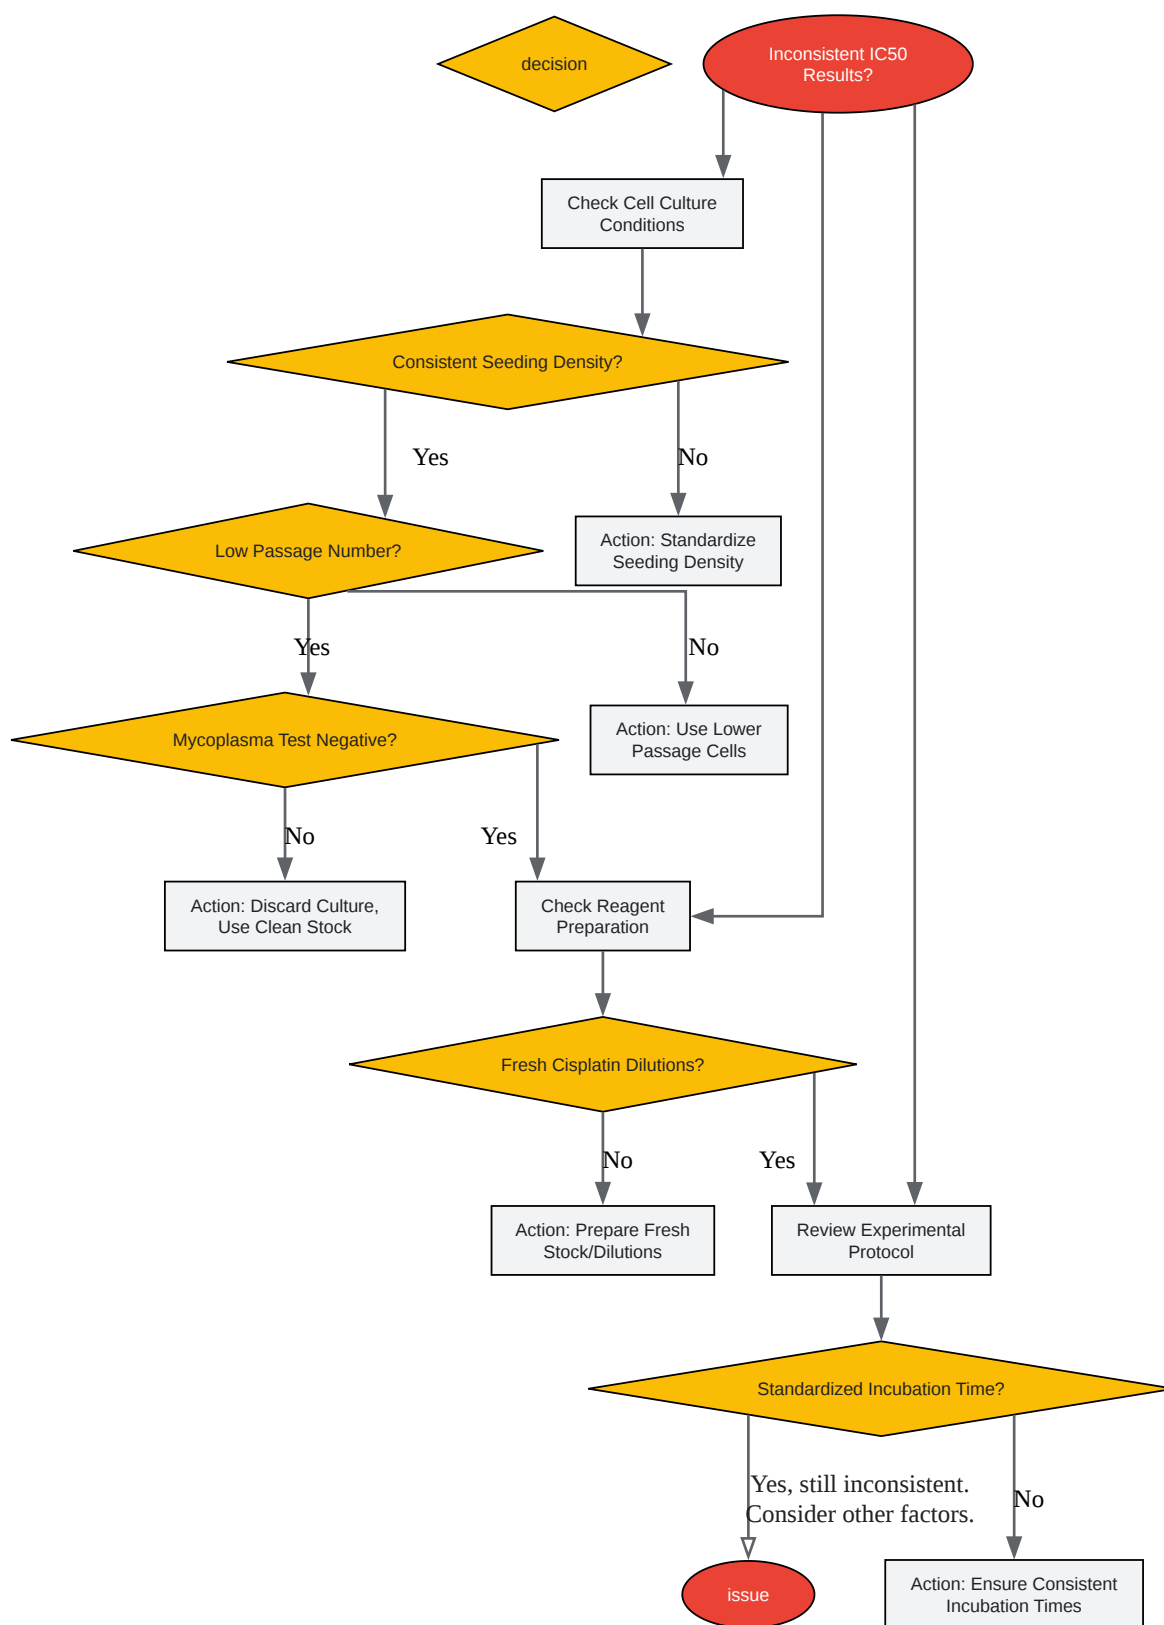 decision
Inconsistent IC50
Results?
Check Cell Culture
Conditions
Consistent Seeding Density?
Yes
No
Low Passage Number?
Action: Standardize
Seeding Density
Yes
No
Mycoplasma Test Negative?
Action: Use Lower
Passage Cells
No
Yes
Action: Discard Culture,
Use Clean Stock
Check Reagent
Preparation
Fresh Cisplatin Dilutions?
No
Yes
Action: Prepare Fresh
Stock/Dilutions
Review Experimental
Protocol
Standardized Incubation Time?
Yes, still inconsistent.
Consider other factors.
No
issue
Action: Ensure Consistent
Incubation Times